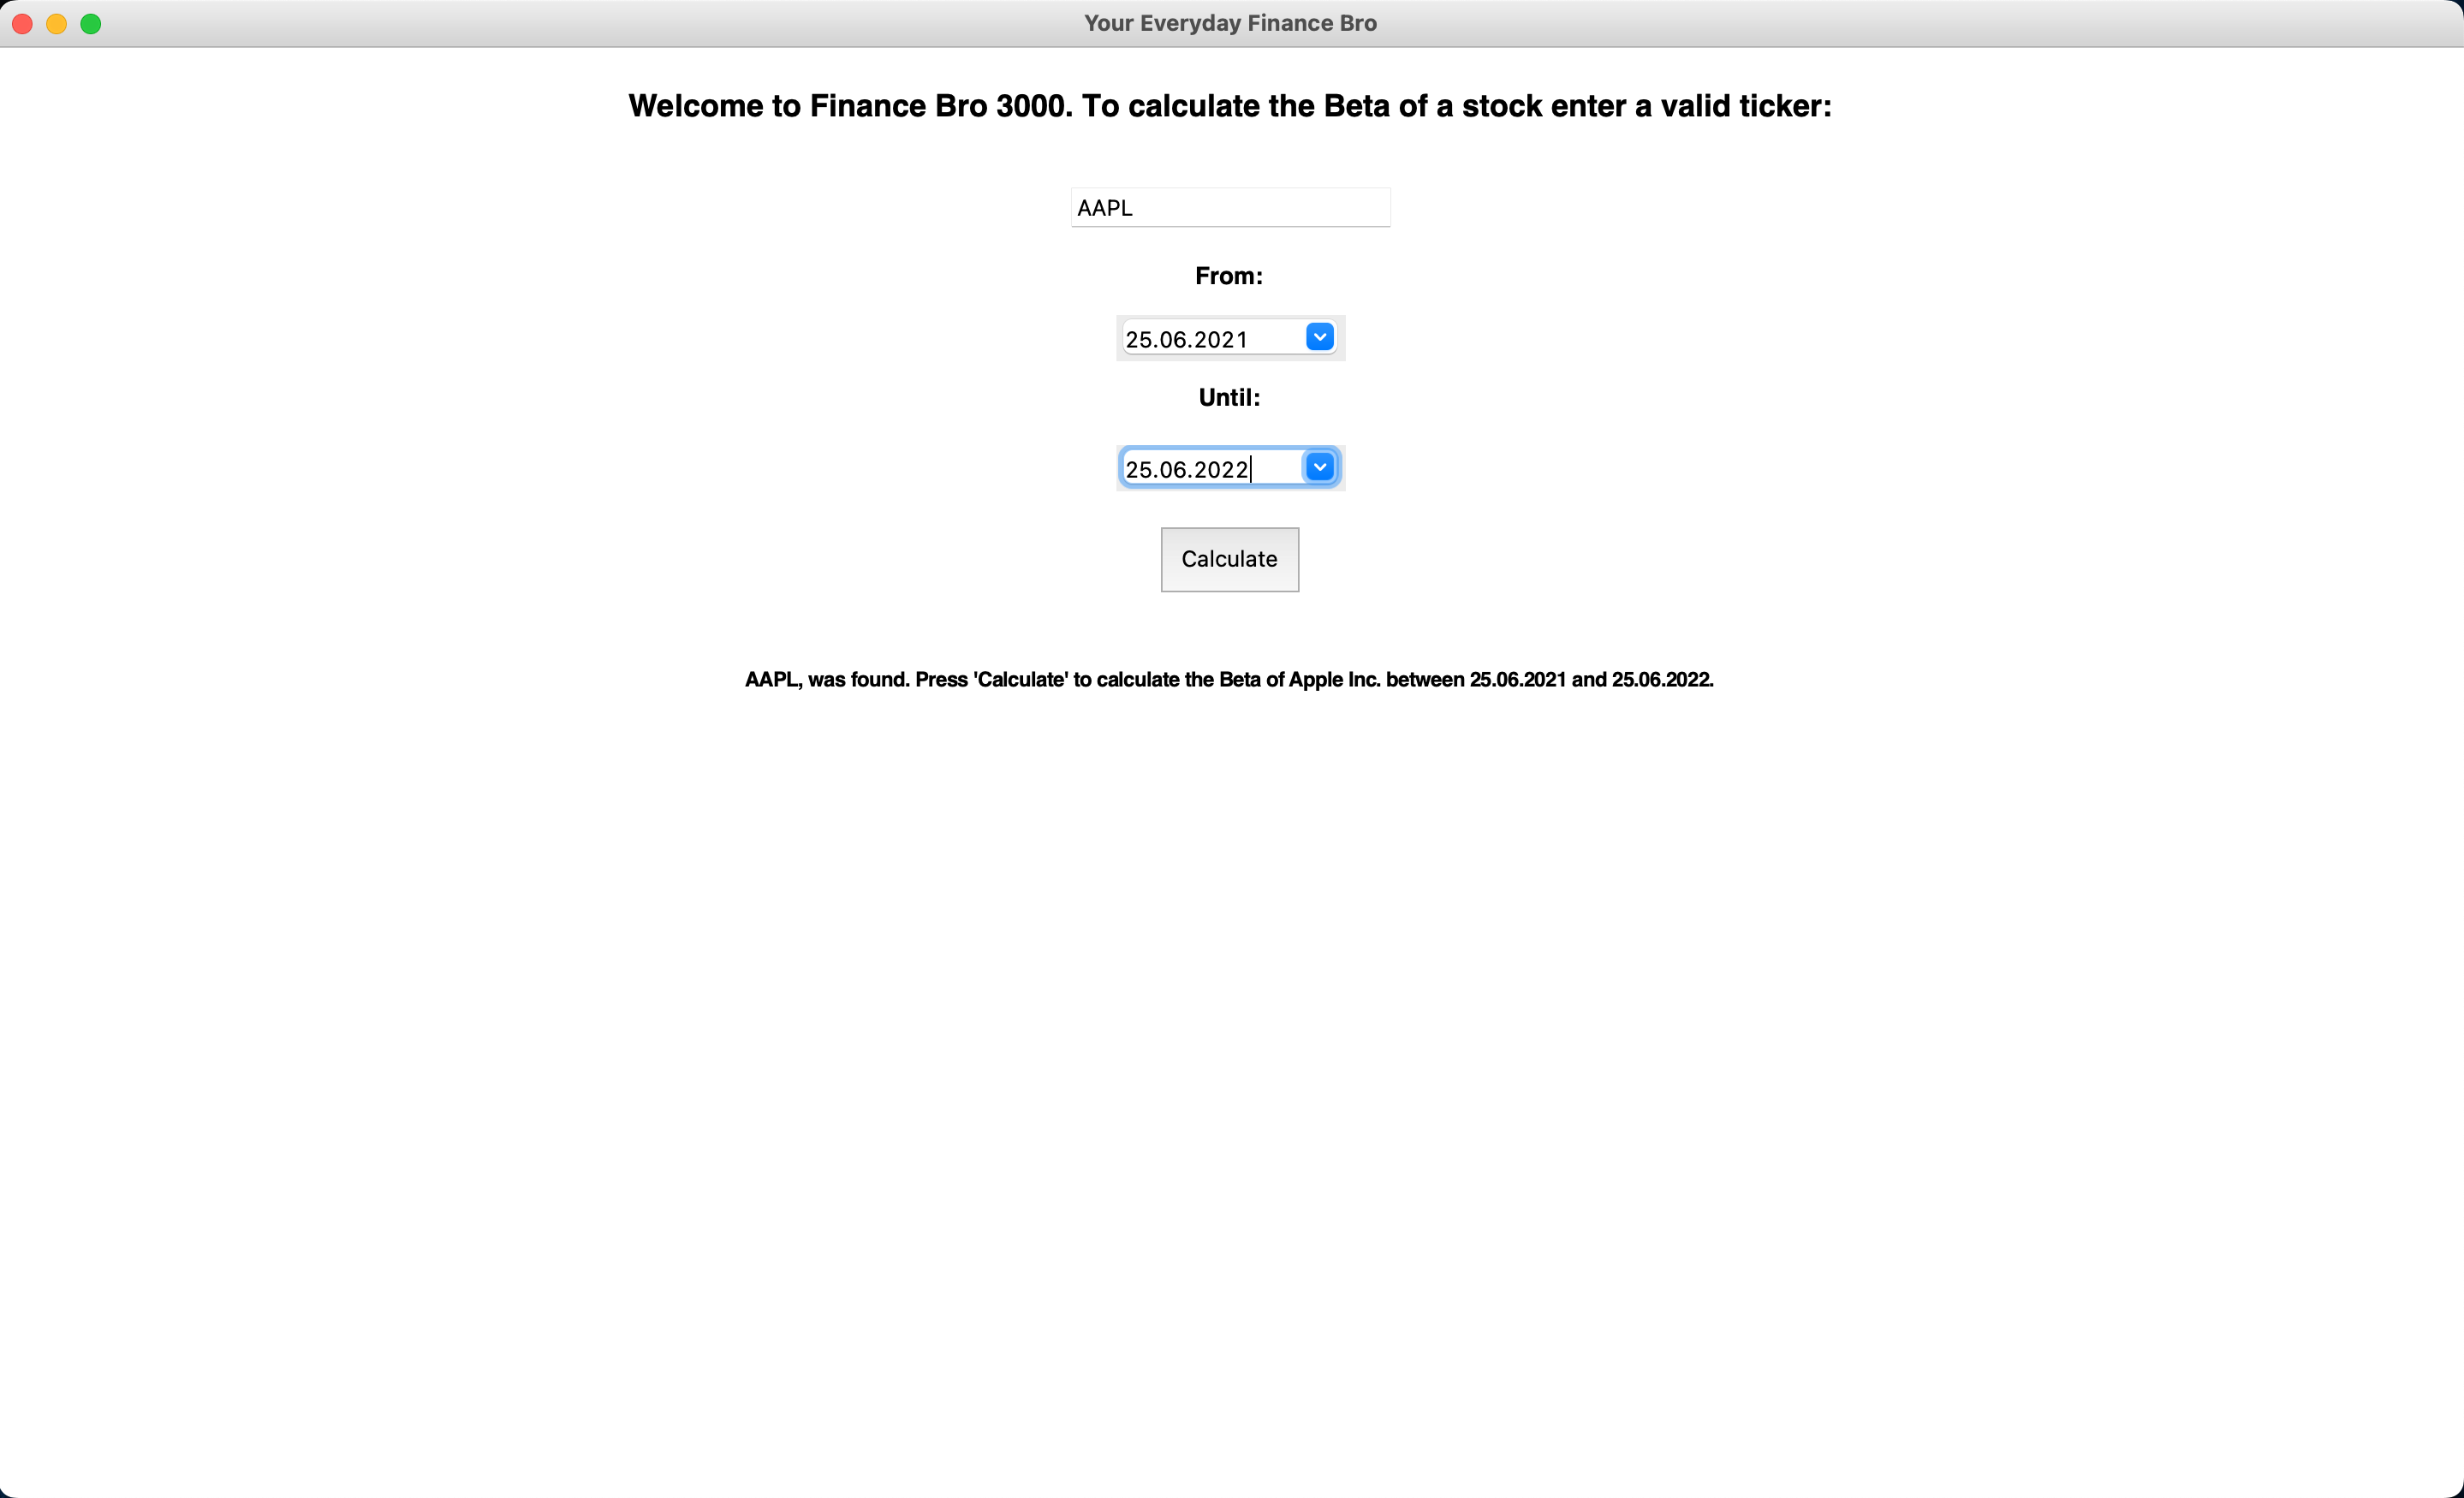 Your Everyday Finance Bro
Welcome to Finance Bro 3000. To calculate the Beta of a stock enter a valid ticker:
AAPL
From:
25.06.2021
Until:
25.06.2022
Calculate
AAPL, was found. Press 'Calculate' to calculate the Beta of Apple Inc. between 25.06.2021 and 25.06.2022.